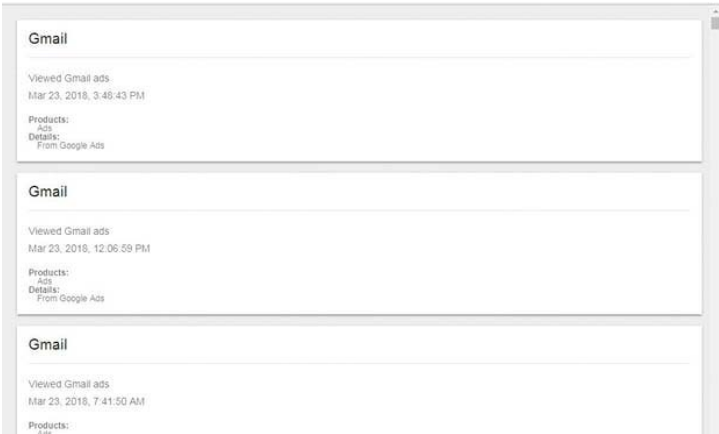 Gmail
Viewed Gmail ads
Mar 23, 2018, 3:46:43 PM
Products:
Ads
Details:
From Google Ads
Gmail
Viewed Gmail ads
Mar 23, 2018, 12:06:59 PM
Products:
Ads
Details:
From Google Ads
Gmail
Viewed Gmail ads
Mar 23, 2018, 7:41:50 AM
Products:
Ads